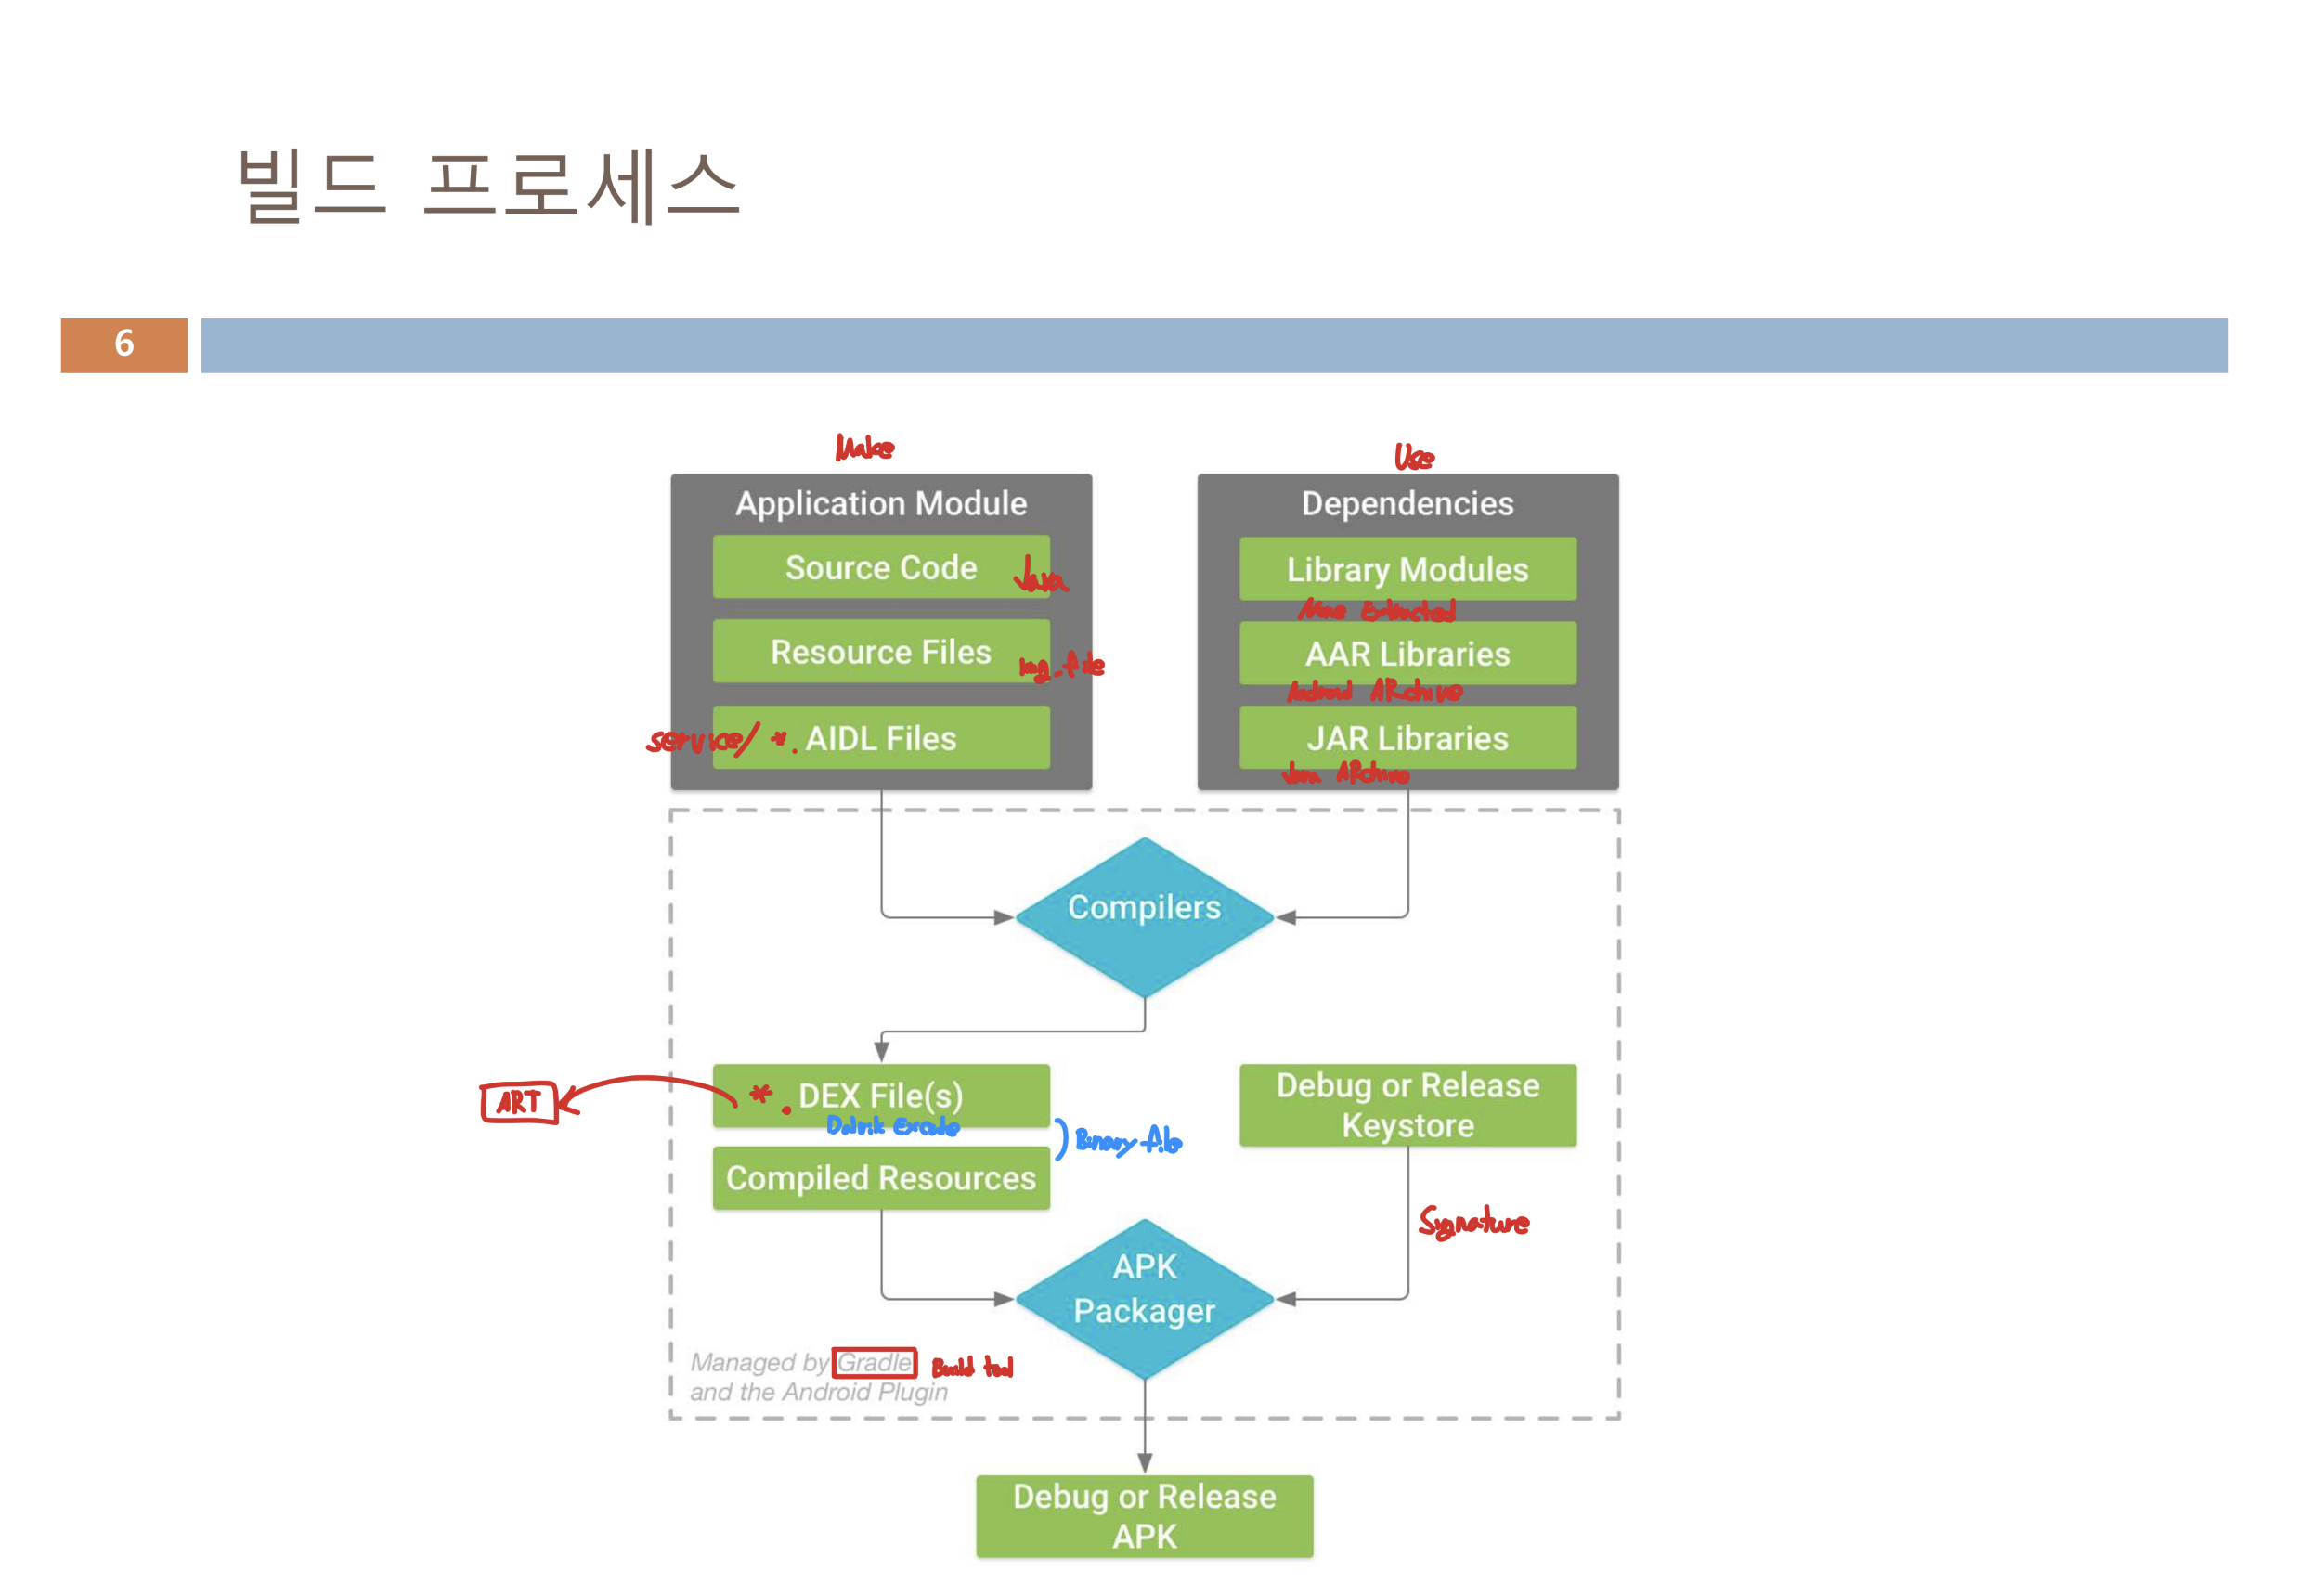 빌드 프로세스
6
Make
Use
Application Module
Dependencies
Source Code
Java
Library Modules
Extracted
Resource Files
img.file
AAR Libraries
Android ARchive
service/ *.
AIDL Files
JAR Libraries
Java ARchive
Compilers
ART
*. DEX File(s)
Dalvik
Binary file
Compiled Resources
Debug or Release
Keystore
Signature
APK
Packager
Managed by Gradle
Build tool
and the Android Plugin
Debug or Release
APK